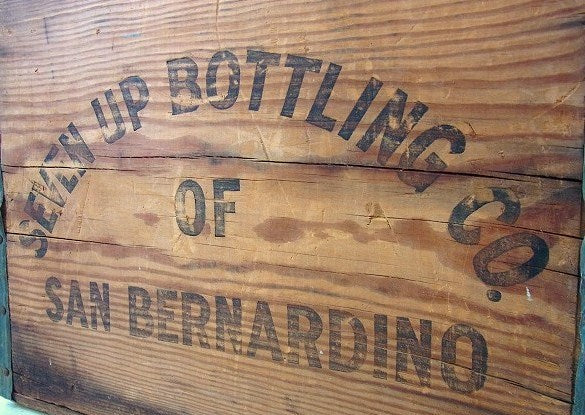 SEVEN UP BOTTLING CO.
OF
SAN BERNARDINO